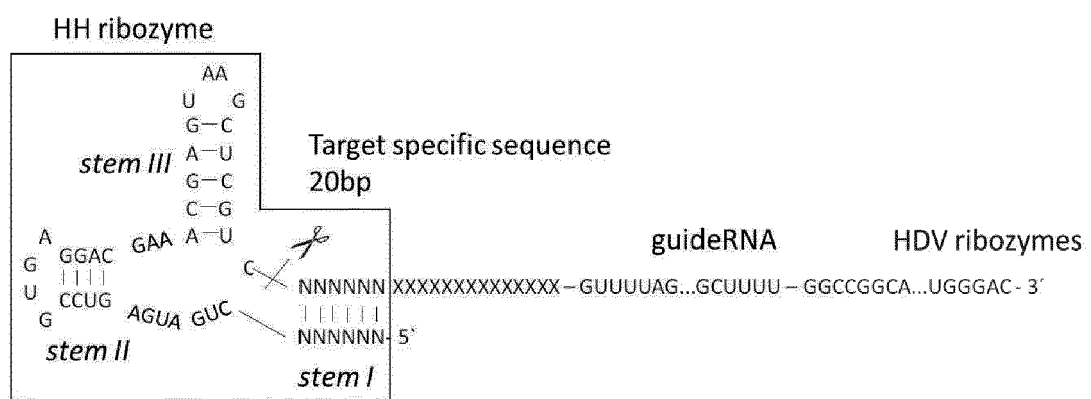 HH ribozyme
AA
U G
G–C
stem III A–U Target specific sequence
G–C 20bp
C–G
A GGAC GAA A–U guideRNA HDV ribozymes
G C NNNNNN XXXXXXXXXXXXXX – GUUUUAG...GCUUUU – GGCCGGCA...UGGGAC - 3´
U CCUG AGUA GUC NNNNNN - 5`
G
stem II stem I